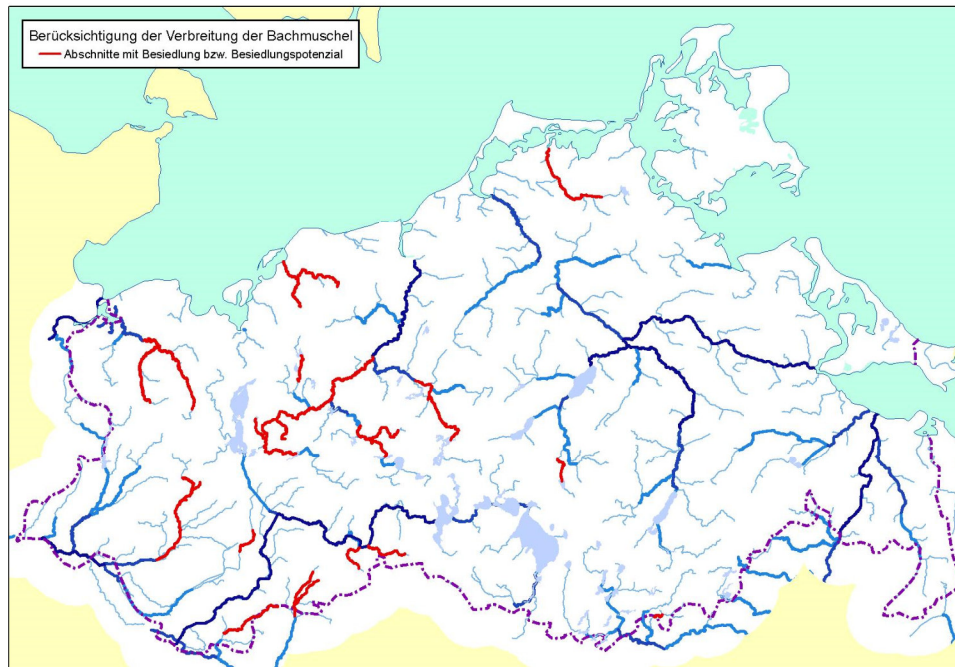 Berücksichtigung der Verbreitung der Bachmuschel
Abschnitte mit Besiedlung bzw. Besiedlungspotenzial